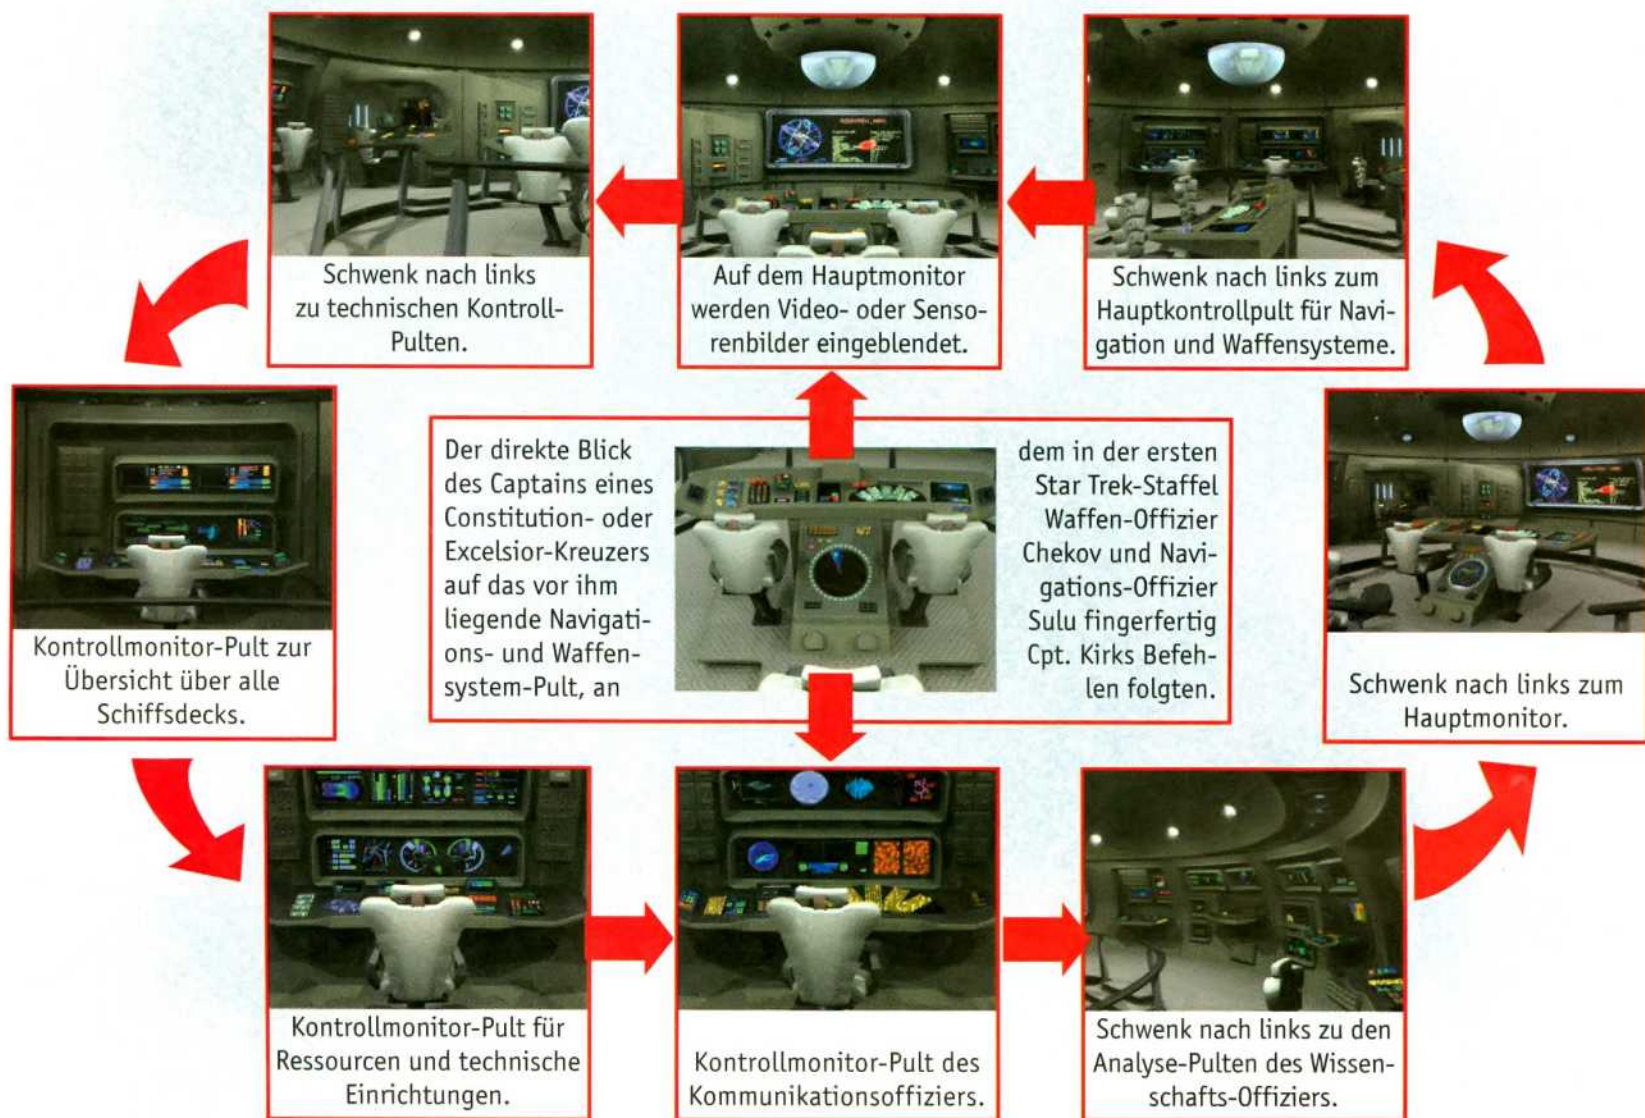 Schwenk nach links
zu technischen Kontroll-
Pulten.
Auf dem Hauptmonitor
werden Video- oder Senso-
renbilder eingeblendet.
Schwenk nach links zum
Hauptkontrollpult für Navi-
gation und Waffensysteme.
Kontrollmonitor-Pult zur
Übersicht über alle
Schiffsdecks.
Der direkte Blick
des Captains eines
Constitution- oder
Excelsior-Kreuzers
auf das vor ihm
liegende Navigati-
ons- und Waffen-
system-Pult, an
dem in der ersten
Star Trek-Staffel
Waffen-Offizier
Chekov und Navi-
gations-Offizier
Sulu fingerfertig
Cpt. Kirks Befeh-
len folgten.
Schwenk nach links zum
Hauptmonitor.
Kontrollmonitor-Pult für
Ressourcen und technische
Einrichtungen.
Kontrollmonitor-Pult des
Kommunikationsoffiziers.
Schwenk nach links zu den
Analyse-Pulten des Wissen-
schafts-Offiziers.